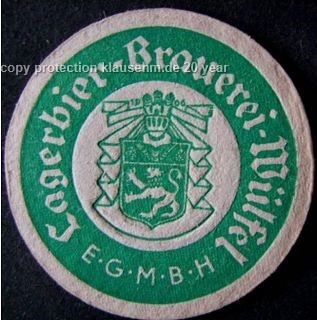 copy protection klausenm.de 20 year
Lagerbier-Brauerei-Wülfel
E·G·M·B·H